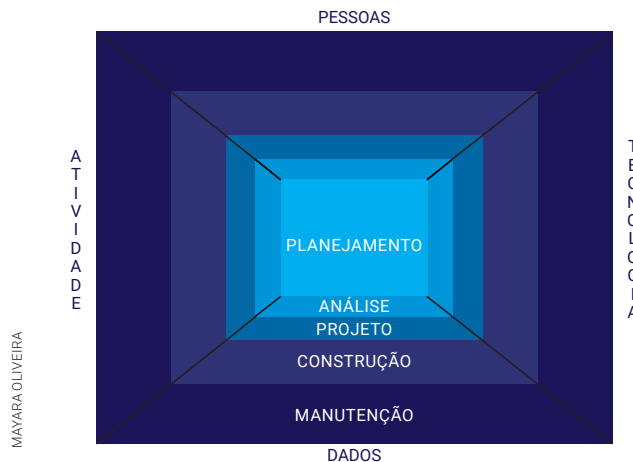 PESSOAS
ATIVIDADE
TECNOLOGIA
PLANEJAMENTO
ANÁLISE
PROJETO
CONSTRUÇÃO
MANUTENÇÃO
DADOS
MAYARA OLIVEIRA